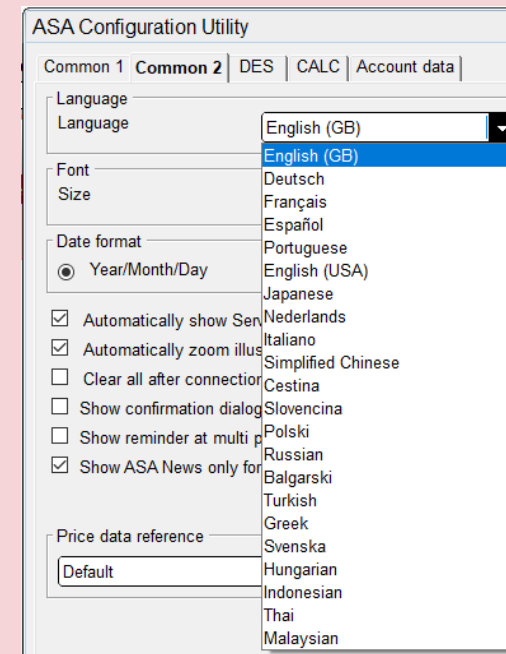 ASA Configuration Utility
Common 1 Common 2 DES CALC Account data
Language
Language English (GB)
English (GB)
Deutsch
Français
Español
Portuguese
English (USA)
Japanese
Nederlands
Italiano
Simplified Chinese
Cestina
Slovencina
Polski
Russian
Balgarski
Turkish
Greek
Svenska
Hungarian
Indonesian
Thai
Malaysian
Font
Size
Date format
Year/Month/Day
Automatically show Serv
Automatically zoom illus
Clear all after connection
Show confirmation dialog
Show reminder at multi p
Show ASA News only for
Price data reference
Default